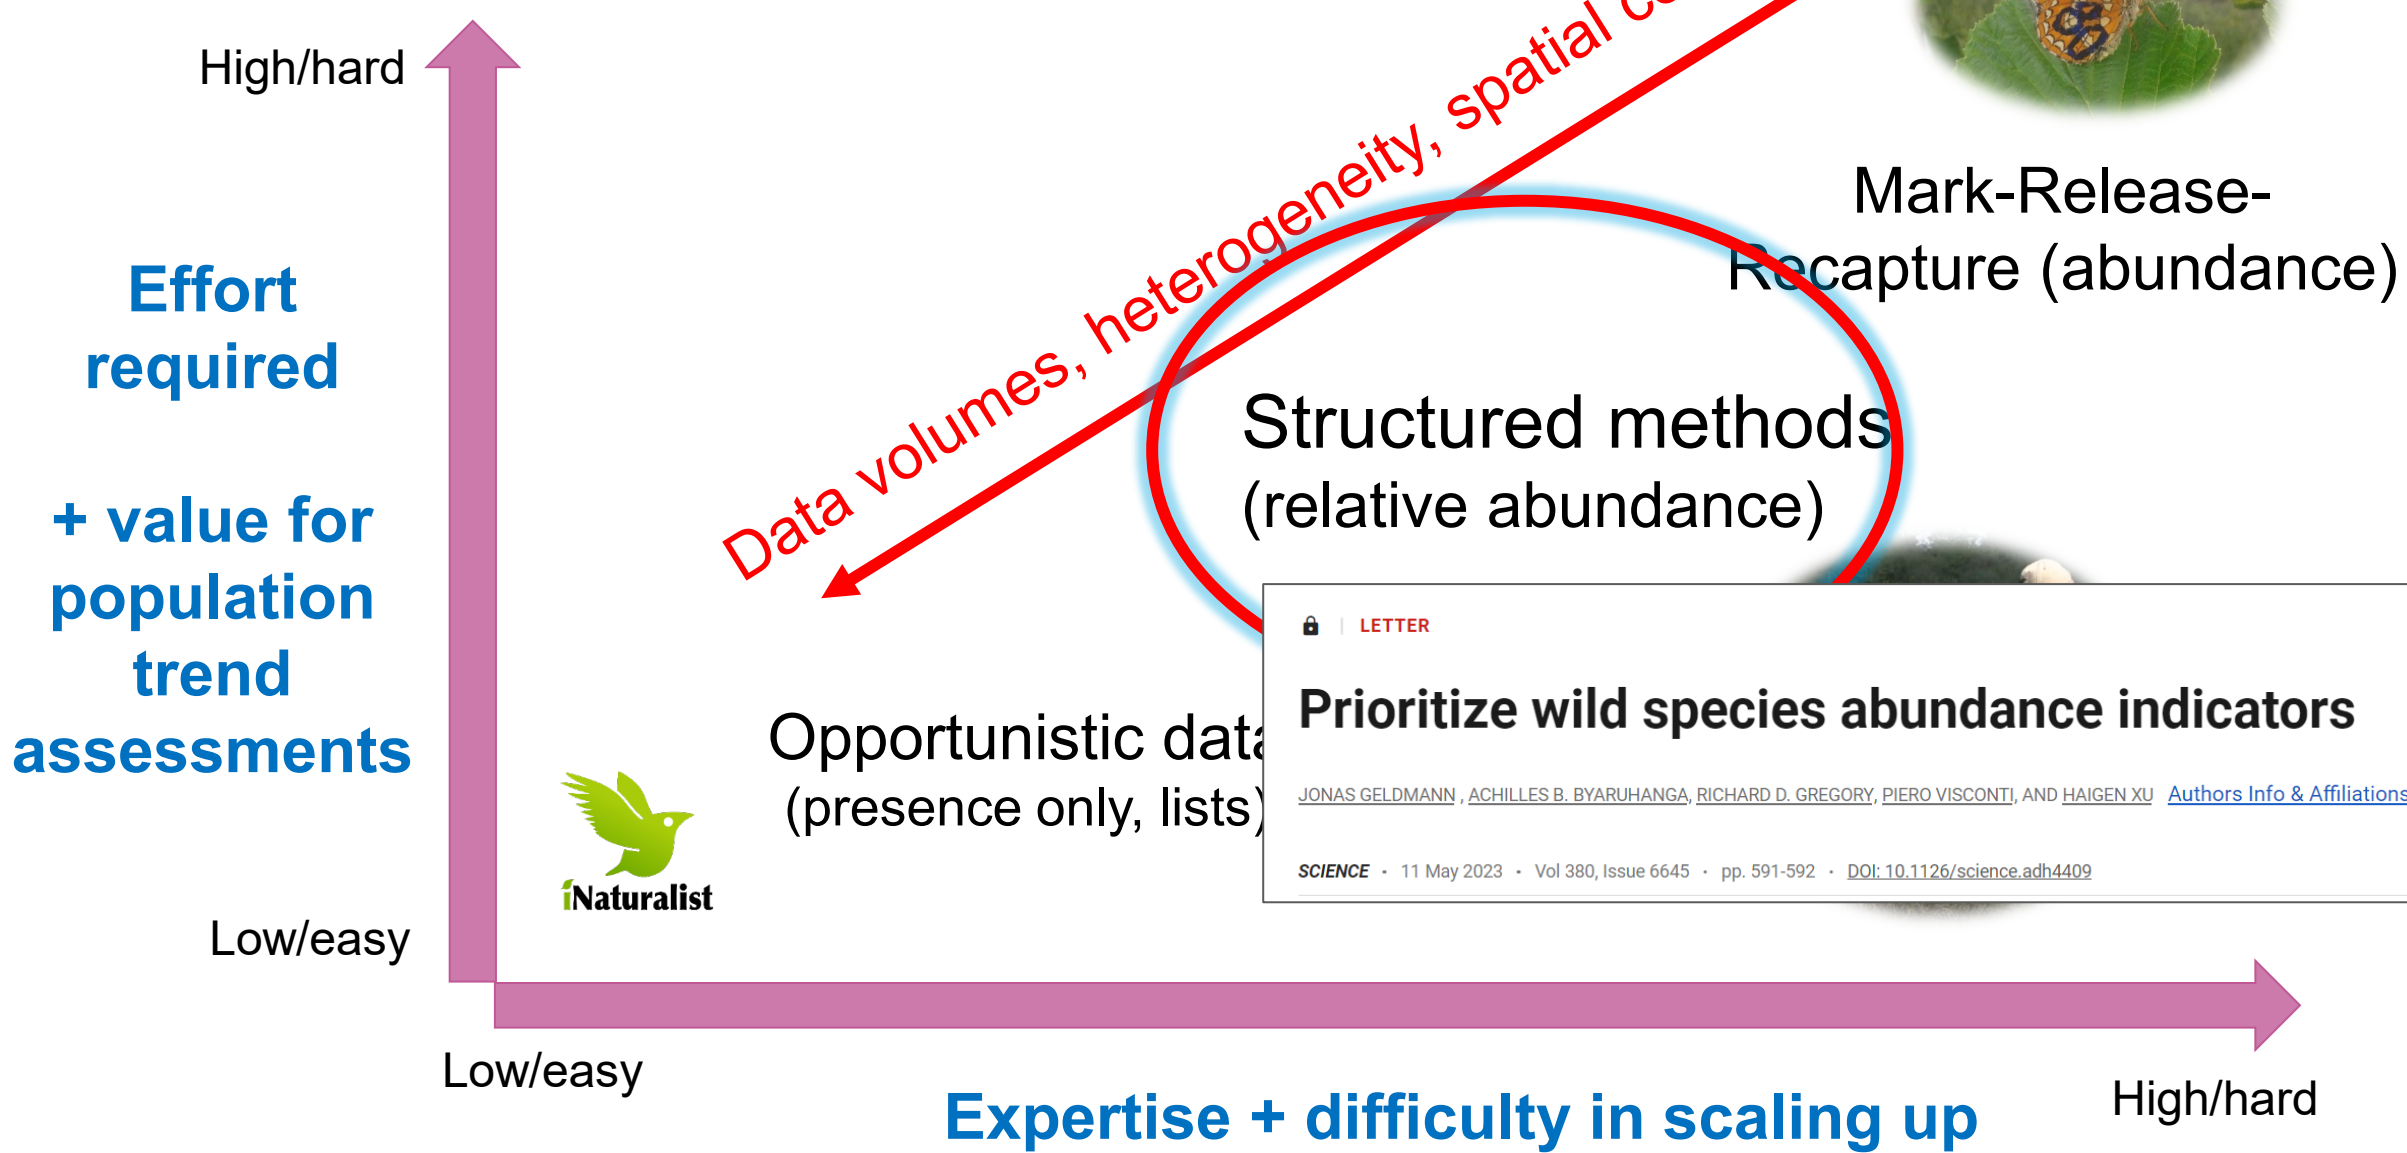 High/hard
Effort
required
+ value for
population
trend
assessments
Low/easy
Data volumes, heterogeneity, spatial
Mark-Release-
Recapture (abundance)
Structured methods
(relative abundance)
Opportunistic data
(presence only, lists)
iNaturalist
LETTER
Prioritize wild species abundance indicators
JONAS GELDMANN , ACHILLES B. BYARUHANGA, RICHARD D. GREGORY, PIERO VISCONTI, AND HAIGEN XU Authors Info & Affiliations
SCIENCE • 11 May 2023 • Vol 380, Issue 6645 • pp. 591-592 • DOI: 10.1126/science.adh4409
Low/easy
Expertise + difficulty in scaling up
High/hard